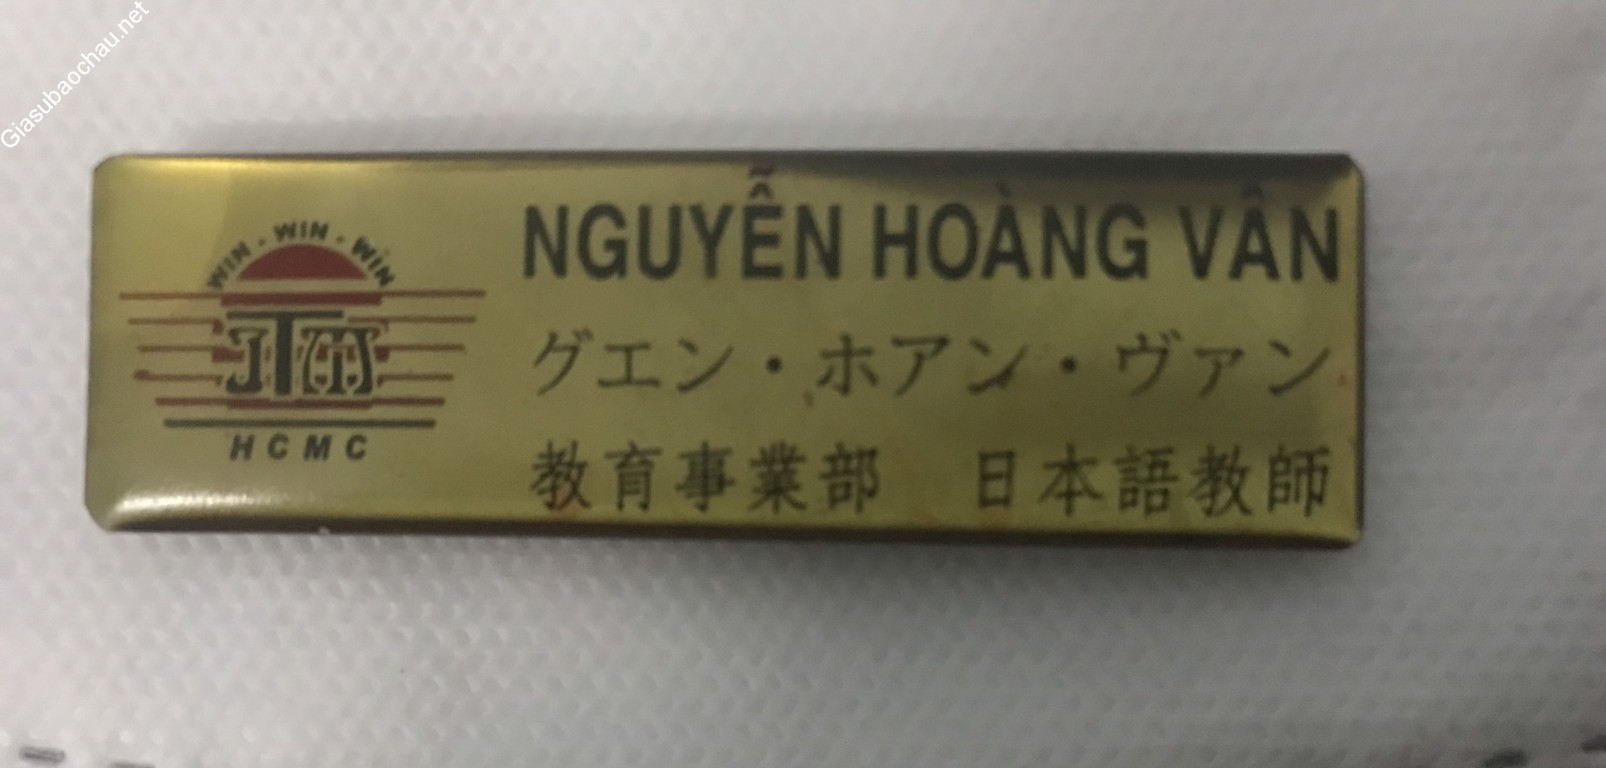 Giasubaochau.net
WIN - WIN - WIN
JTM
HCMC
NGUYỄN HOÀNG VÂN
グエン・ホアン・ヴァン
教育事業部　日本語教師